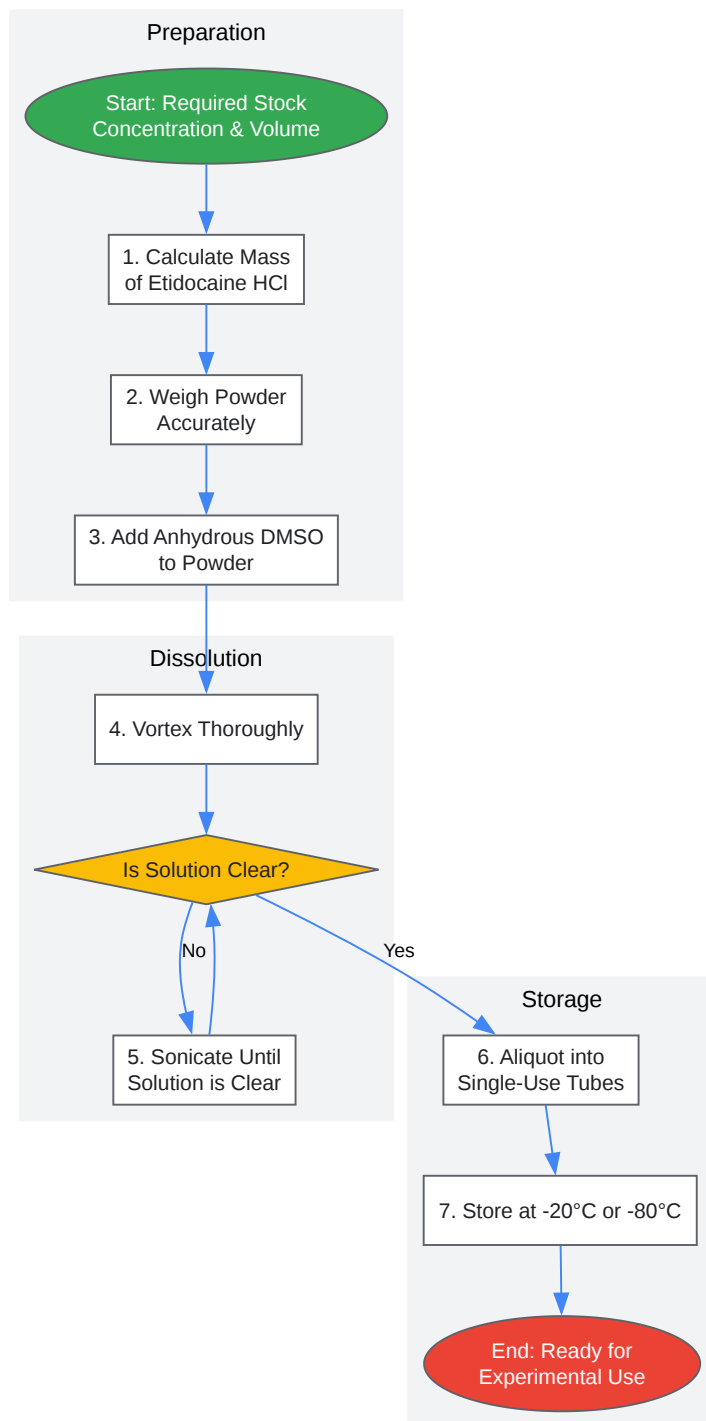 Preparation
Start: Required Stock
Concentration & Volume
1. Calculate Mass
of Etidocaine HCl
2. Weigh Powder
Accurately
3. Add Anhydrous DMSO
to Powder
Dissolution
4. Vortex Thoroughly
Is Solution Clear?
No
Yes
5. Sonicate Until
Solution is Clear
Storage
6. Aliquot into
Single-Use Tubes
7. Store at -20°C or -80°C
End: Ready for
Experimental Use